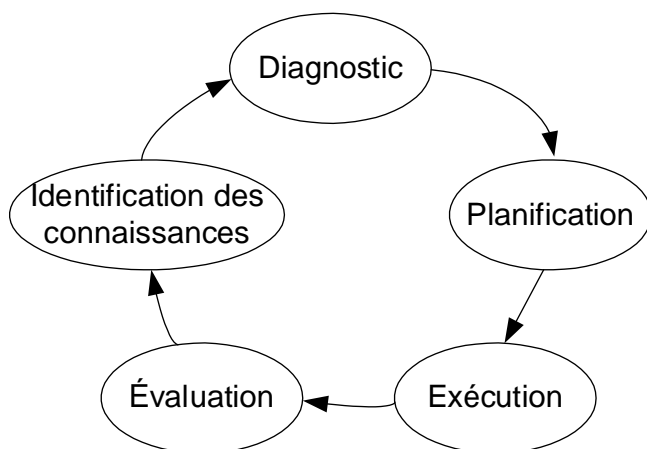 Diagnostic
Planification
Exécution
Évaluation
Identification des
connaissances